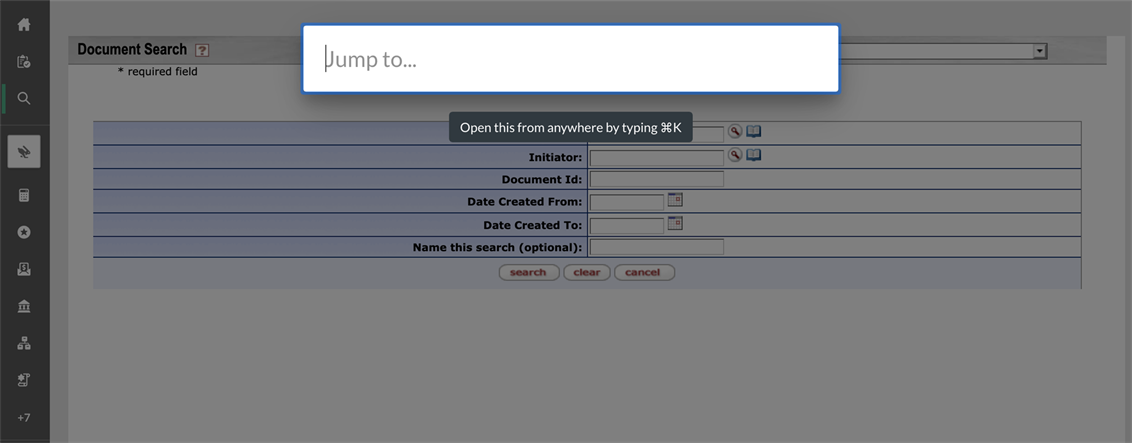 Document Search ?
Jump to...
* required field
Open this from anywhere by typing ⌘K
Initiator:
Document Id:
Date Created From:
Date Created To:
Name this search (optional):
search clear cancel
+7